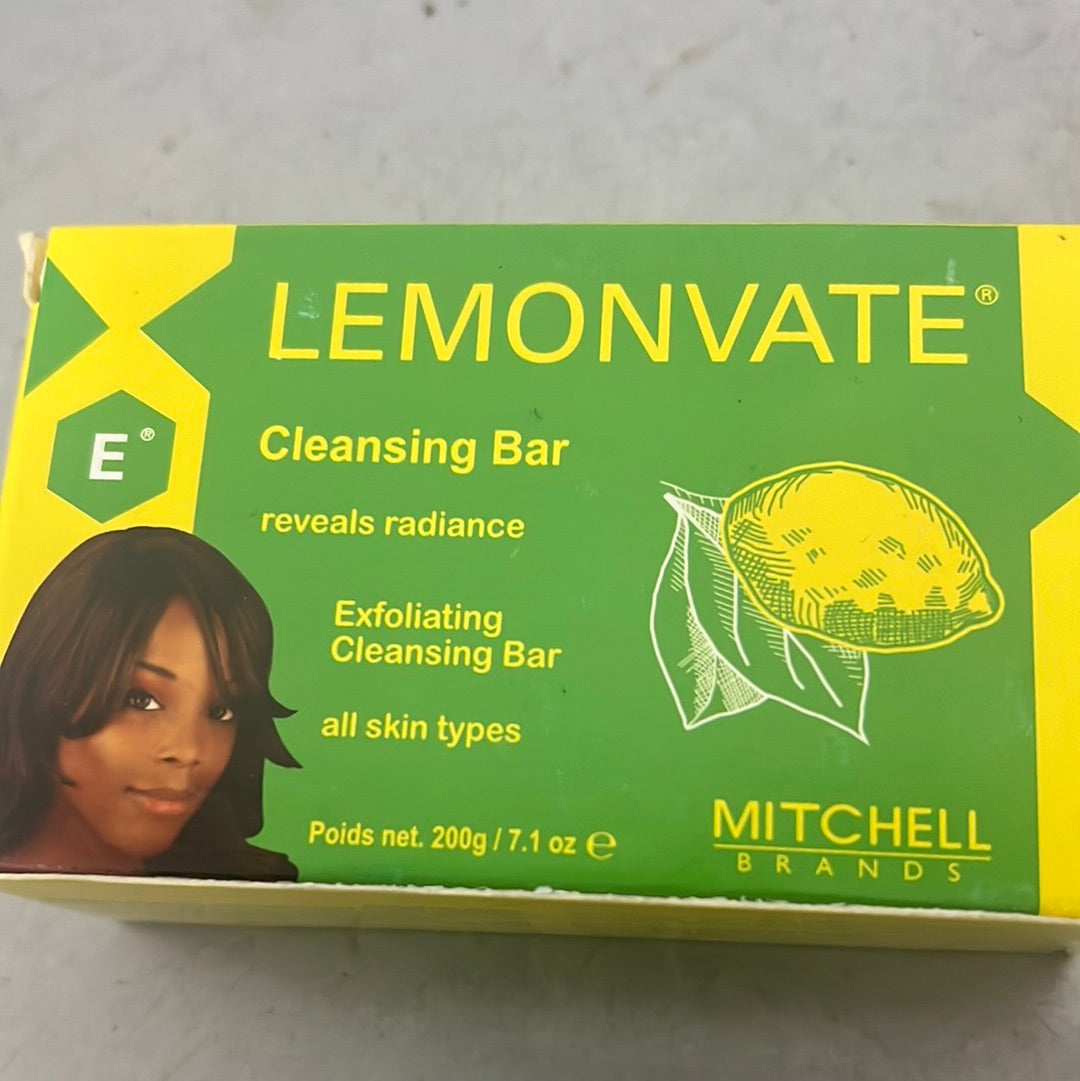 LEMONVATE®
E®
Cleansing Bar
reveals radiance
Exfoliating
Cleansing Bar
all skin types
Poids net. 200g / 7.1 oz ℮
MITCHELL
BRANDS